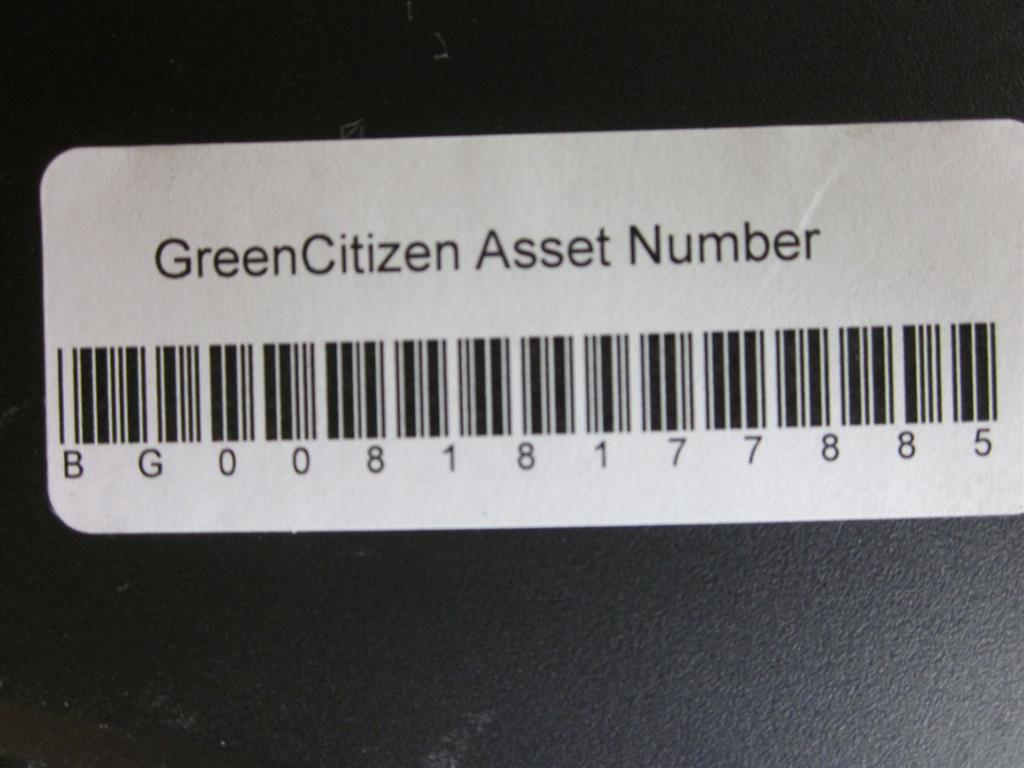 GreenCitizen Asset Number
B G 0 0 8 1 8 1 7 7 8 8 5